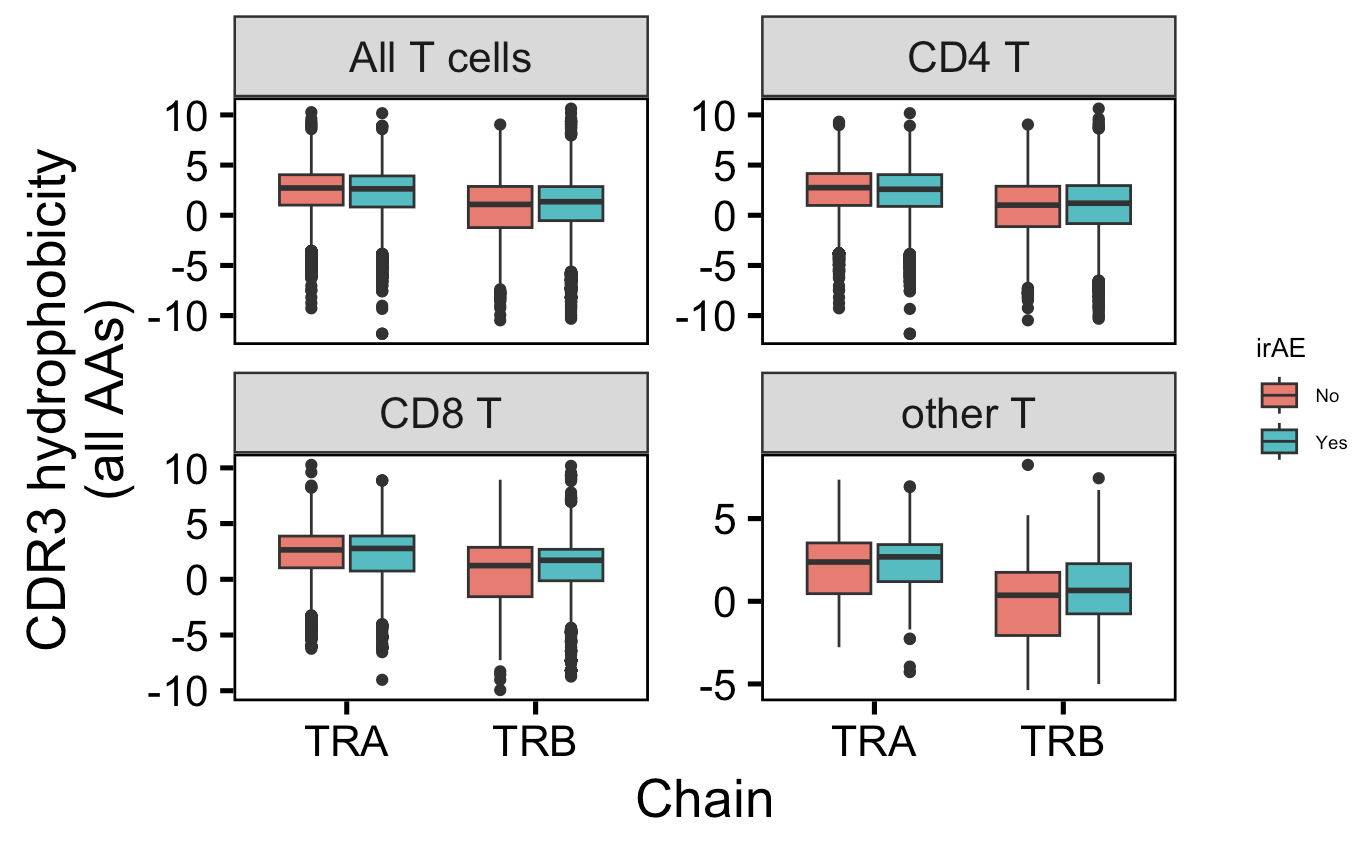 All T cells
CD4 T
10
5
0
-5
-10
10
5
0
-5
-10
CD8 T
other T
10
5
0
-5
-10
5
0
-5
TRA
TRB
TRA
TRB
Chain
CDR3 hydrophobicity
(all AAs)
irAE
No
Yes